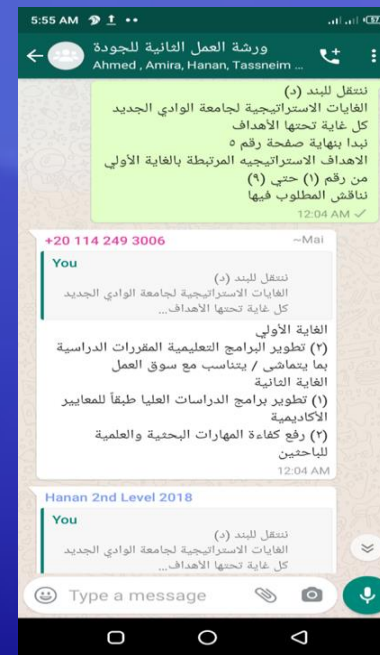 5:55 AM
57
ورشة العمل الثانية للجودة
Ahmed , Amira, Hanan, Tassneim ...
ننتقل للبند (د)
الغايات الاستراتيجية لجامعة الوادي الجديد
كل غاية تحتها الأهداف
نبدا بنهاية صفحة رقم ٥
الاهداف الاستراتيجيه المرتبطة بالغاية الأولي
من رقم (١) حتي (٩)
نناقش المطلوب فيها
12:04 AM
+20 114 249 3006
~Mai
You
ننتقل للبند (د)
الغايات الاستراتيجية لجامعة الوادي الجديد
كل غاية تحتها الأهداف...
الغاية الأولي
(٢) تطوير البرامج التعليمية المقررات الدراسية
بما يتماشى / يتناسب مع سوق العمل
الغاية الثانية
(١) تطوير برامج الدراسات العليا طبقاً للمعايير
الأكاديمية
(٢) رفع كفاءة المهارات البحثية والعلمية
للباحثين
12:04 AM
Hanan 2nd Level 2018
You
ننتقل للبند (د)
الغايات الاستراتيجية لجامعة الوادي الجديد
كل غاية تحتها الأهداف...
Type a message